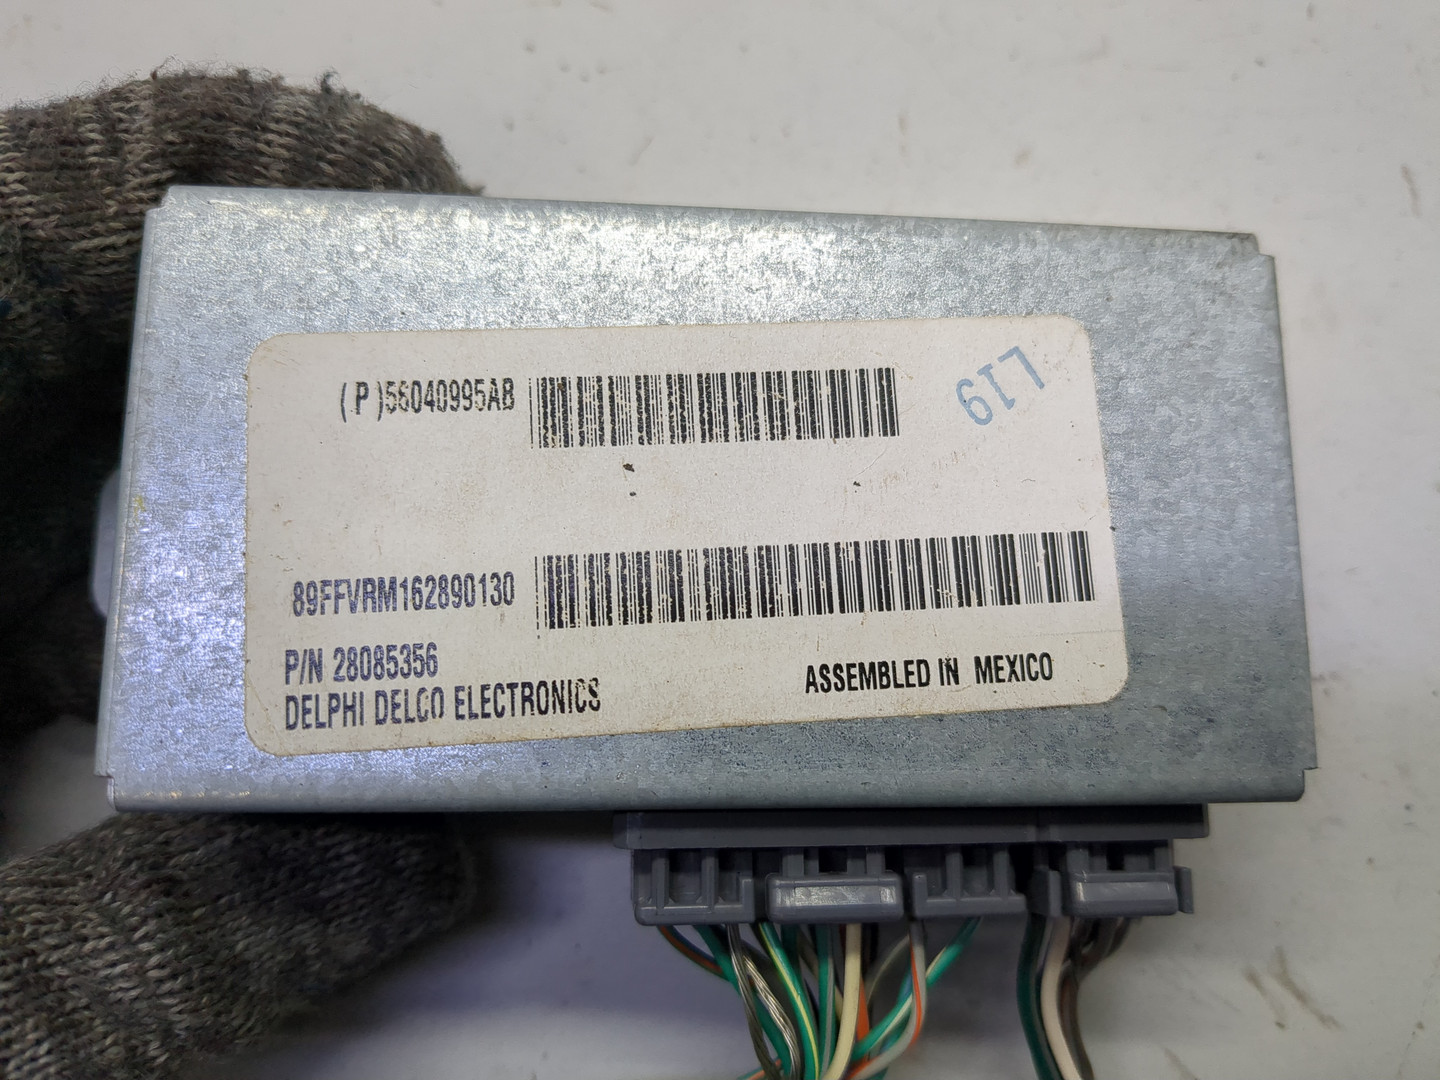 (P)56040995AB
L19
89FFVRM162890130
P/N 28085356
DELPHI DELCO ELECTRONICS
ASSEMBLED IN MEXICO